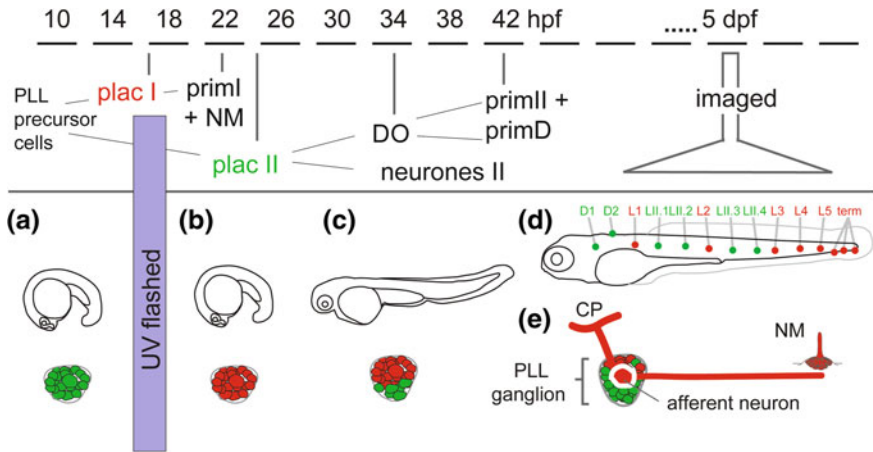 10 14 18 22 26 30 34 38 42 hpf ..... 5 dpf
PLL
precursor
cells
plac I
primI
+ NM
plac II
DO
neurones II
primII +
primD
imaged
UV flashed
(a)
(b)
(c)
(d)
D1 D2 L1 LII.1 LII.2 L2 LII.3 LII.4 L3 L4 L5 term
(e)
CP
NM
PLL
ganglion
afferent neuron